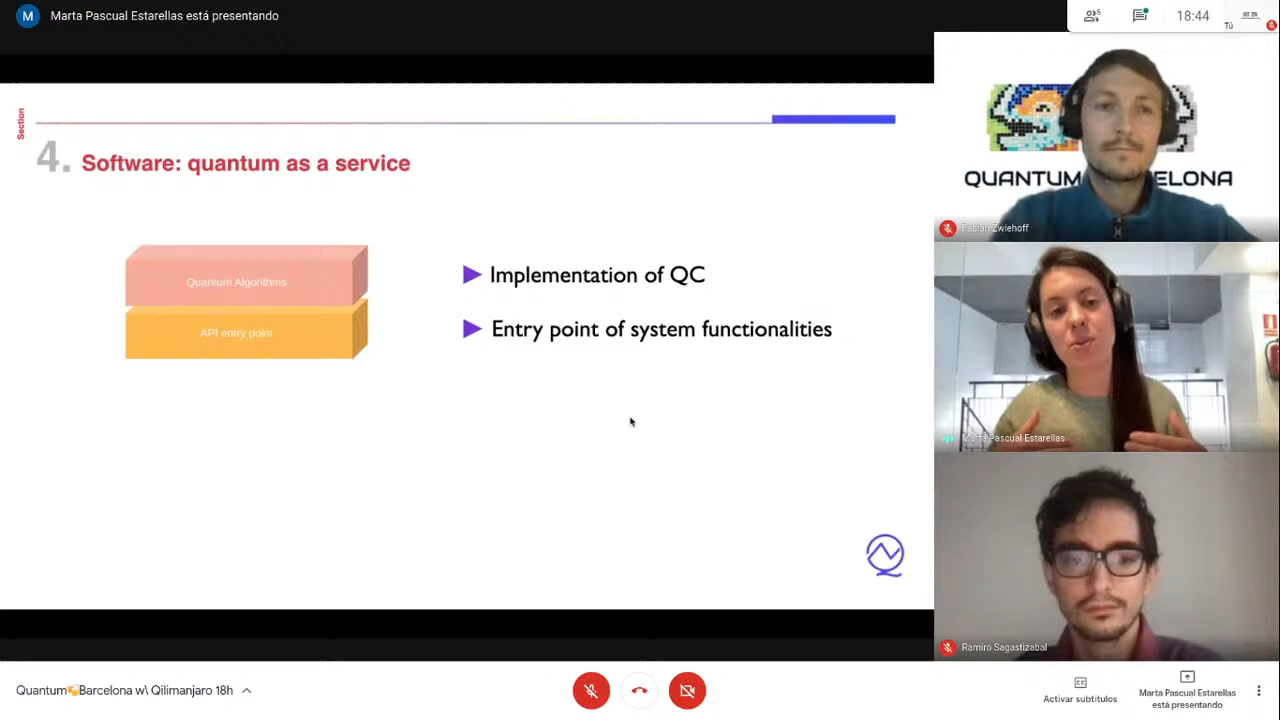 M
Marta Pascual Estarellas está presentando
5
18:44
Tú
Section
4. Software: quantum as a service
Quantum Algorithms
API entry point
Implementation of QC
Entry point of system functionalities
QUANTUM
ELONA
Fabian Zwiehoff
Marta Pascual Estarellas
Ramiro Sagastizabal
Quantum Barcelona w\ Qilimanjaro 18h
Activar subtítulos
Marta Pascual Estarellas
está presentando